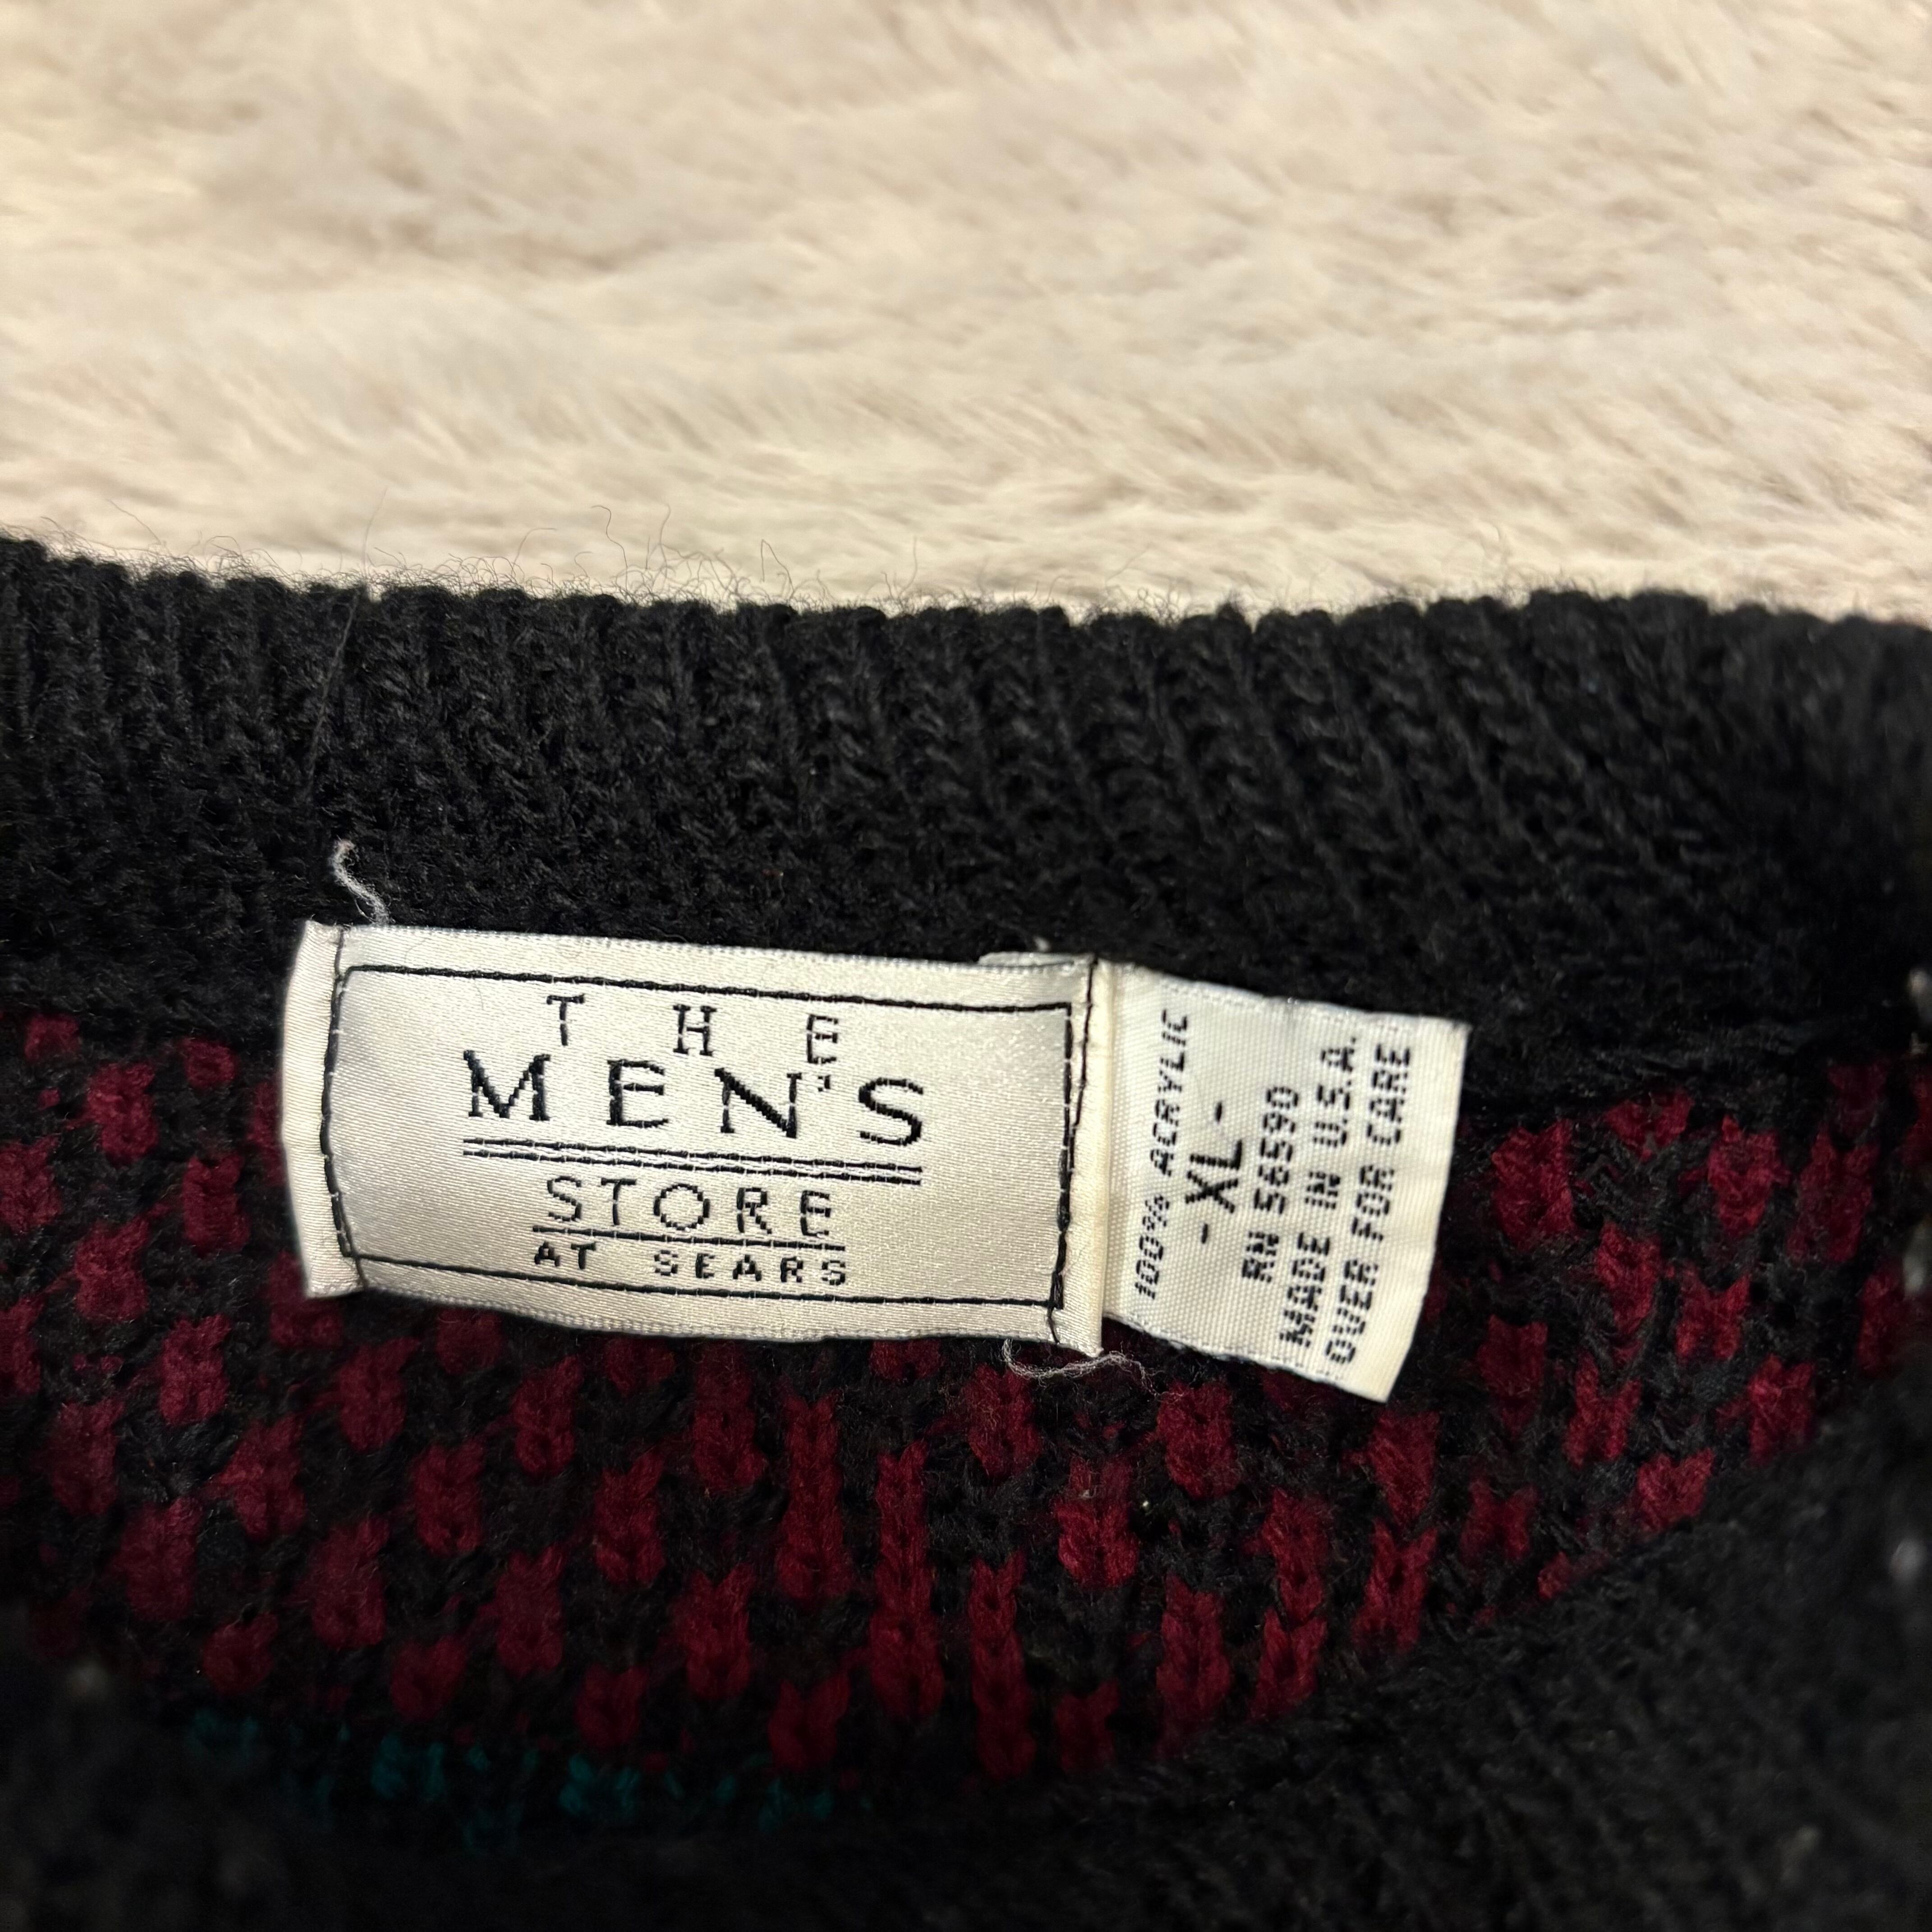 THE
MEN'S
STORE
AT SEARS
100% ACRYLIC
-XL-
RN 56590
MADE IN U.S.A.
OVER FOR CARE